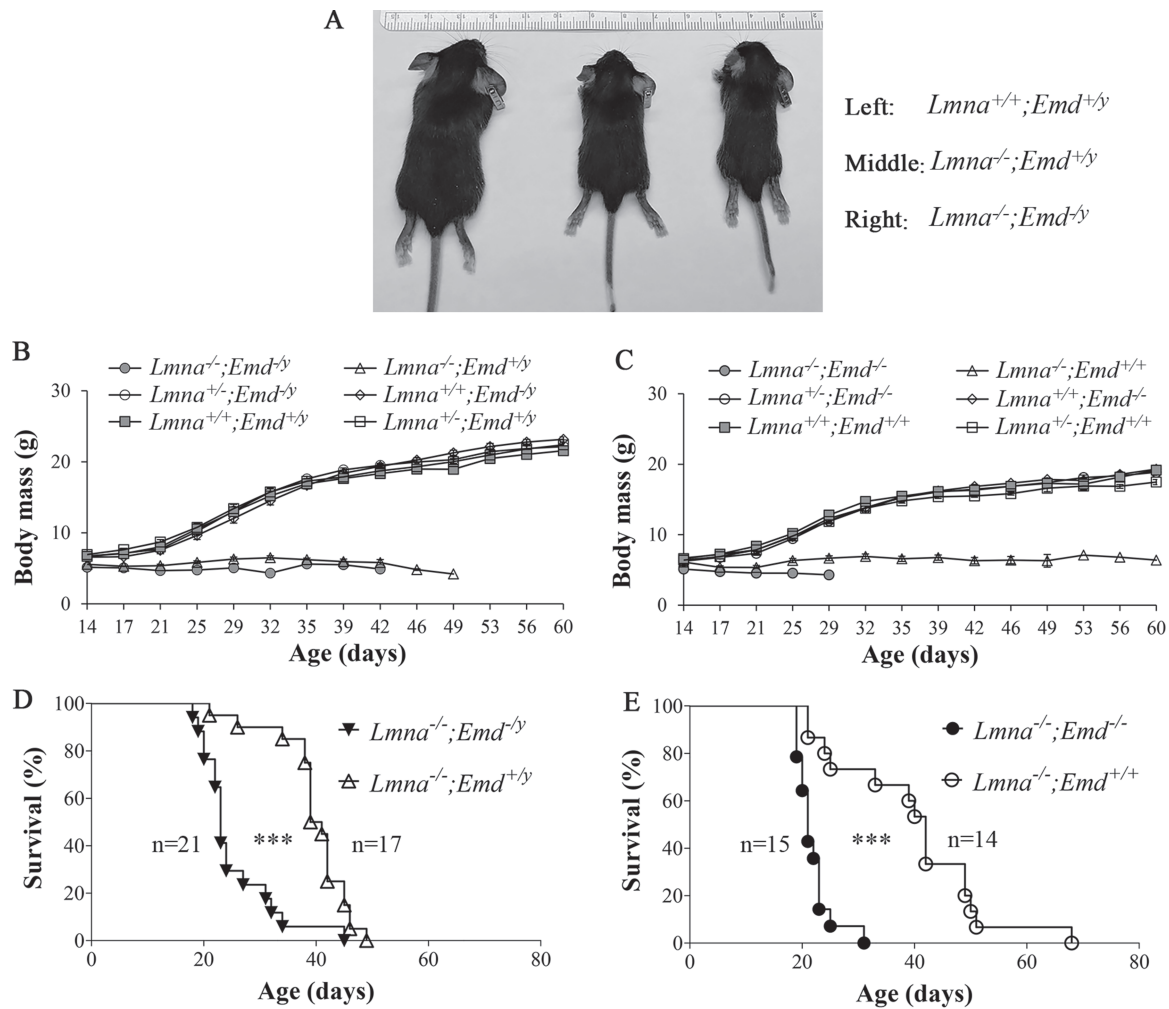 A
Left: Lmna+/+;Emd+/y
Middle: Lmna-/-;Emd+/y
Right: Lmna-/-;Emd-/y
B
Lmna-/-;Emd-/y
Lmna-/-;Emd+/y
Lmna+/-;Emd-/y
Lmna+/+;Emd-/y
Lmna+/+;Emd+/y
Lmna+/-;Emd+/y
Body mass (g)
30
20
10
0
14 17 21 25 29 32 35 39 42 46 49 53 56 60
Age (days)
C
Lmna-/-;Emd-/-
Lmna-/-;Emd+/+
Lmna+/-;Emd-/-
Lmna+/+;Emd-/-
Lmna+/+;Emd+/+
Lmna+/-;Emd+/+
Body mass (g)
30
20
10
0
14 17 21 25 29 32 35 39 42 46 49 53 56 60
Age (days)
D
Lmna-/-;Emd-/y
Lmna-/-;Emd+/y
n=21 *** n=17
Survival (%)
100
80
60
40
20
0
0 20 40 60 80
Age (days)
E
Lmna-/-;Emd-/-
Lmna-/-;Emd+/+
n=15 *** n=14
Survival (%)
100
80
60
40
20
0
0 20 40 60 80
Age (days)